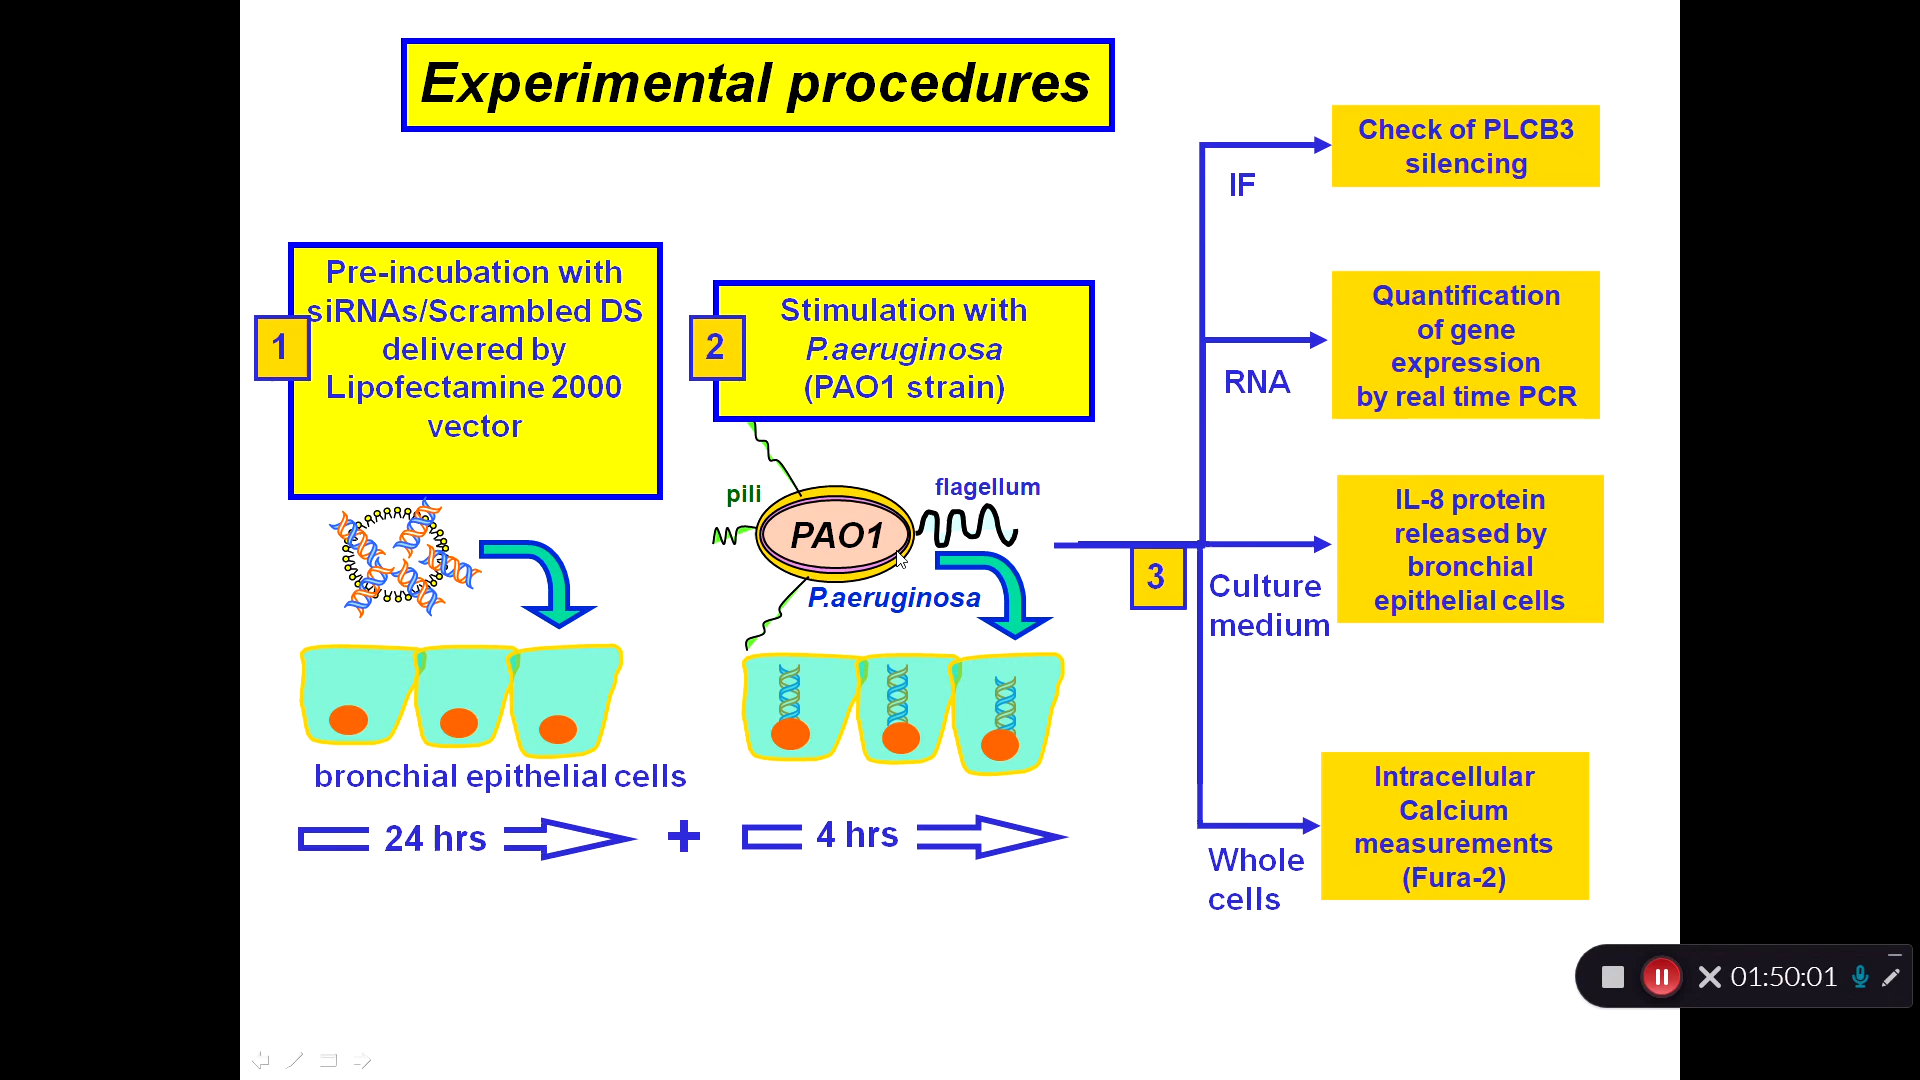 Experimental procedures
1
Pre-incubation with
siRNAs/Scrambled DS
delivered by
Lipofectamine 2000
vector
2
Stimulation with
P.aeruginosa
(PAO1 strain)
pili
flagellum
PAO1
P.aeruginosa
bronchial epithelial cells
24 hrs
+
4 hrs
3
IF
Check of PLCB3
silencing
RNA
Quantification
of gene
expression
by real time PCR
Culture
medium
IL-8 protein
released by
bronchial
epithelial cells
Whole
cells
Intracellular
Calcium
measurements
(Fura-2)
01:50:01